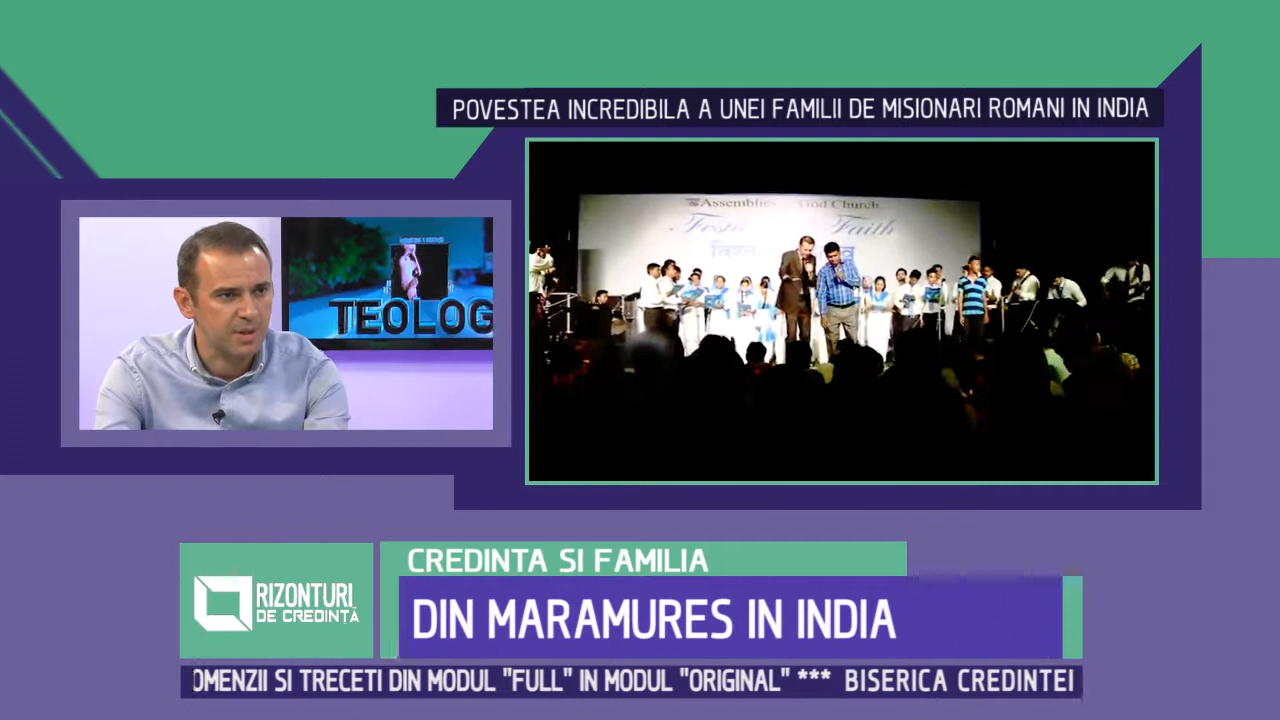 POVESTEA INCREDIBILA A UNEI FAMILII DE MISIONARI ROMANI IN INDIA
Assemblies God Church
Faith
TEOLOG
CREDINTA SI FAMILIA
RIZONTURI
DE CREDINȚĂ
DIN MARAMURES IN INDIA
OMENZII SI TRECETI DIN MODUL "FULL" IN MODUL "ORIGINAL" *** BISERICA CREDINTEI